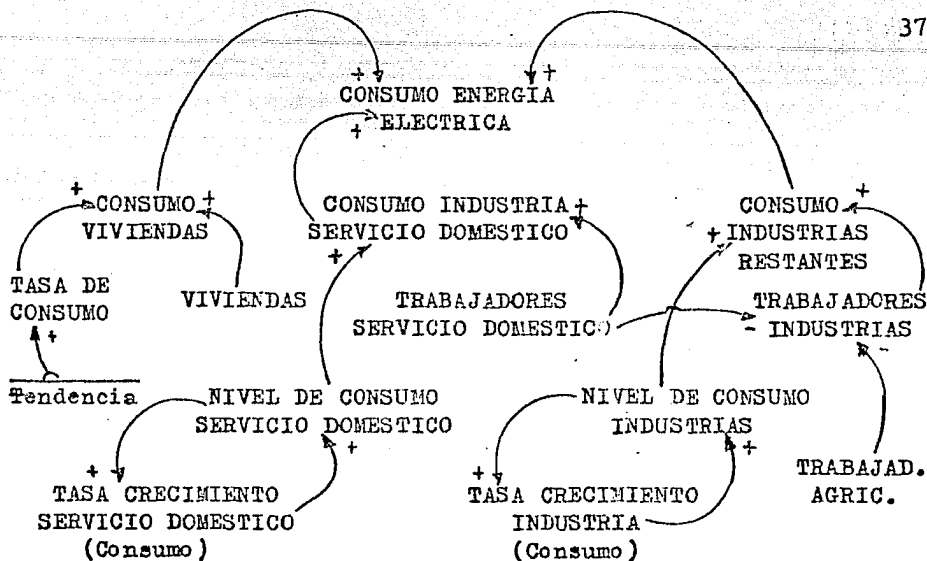 37
+ +
CONSUMO ENERGIA
+ ELECTRICA
+ CONSUMO +
VIVIENDAS
CONSUMO INDUSTRIA +
+ SERVICIO DOMESTICO
+
CONSUMO
+ INDUSTRIAS
RESTANTES
TASA DE
CONSUMO
+
VIVIENDAS
TRABAJADORES
SERVICIO DOMESTICO
TRABAJADORES
- INDUSTRIAS
-
Tendencia
NIVEL DE CONSUMO
SERVICIO DOMESTICO
+
NIVEL DE CONSUMO
INDUSTRIAS
+
TRABAJAD.
AGRIC.
+
TASA CRECIMIENTO
SERVICIO DOMESTICO
(Consumo)
+
TASA CRECIMIENTO
INDUSTRIA
(Consumo)